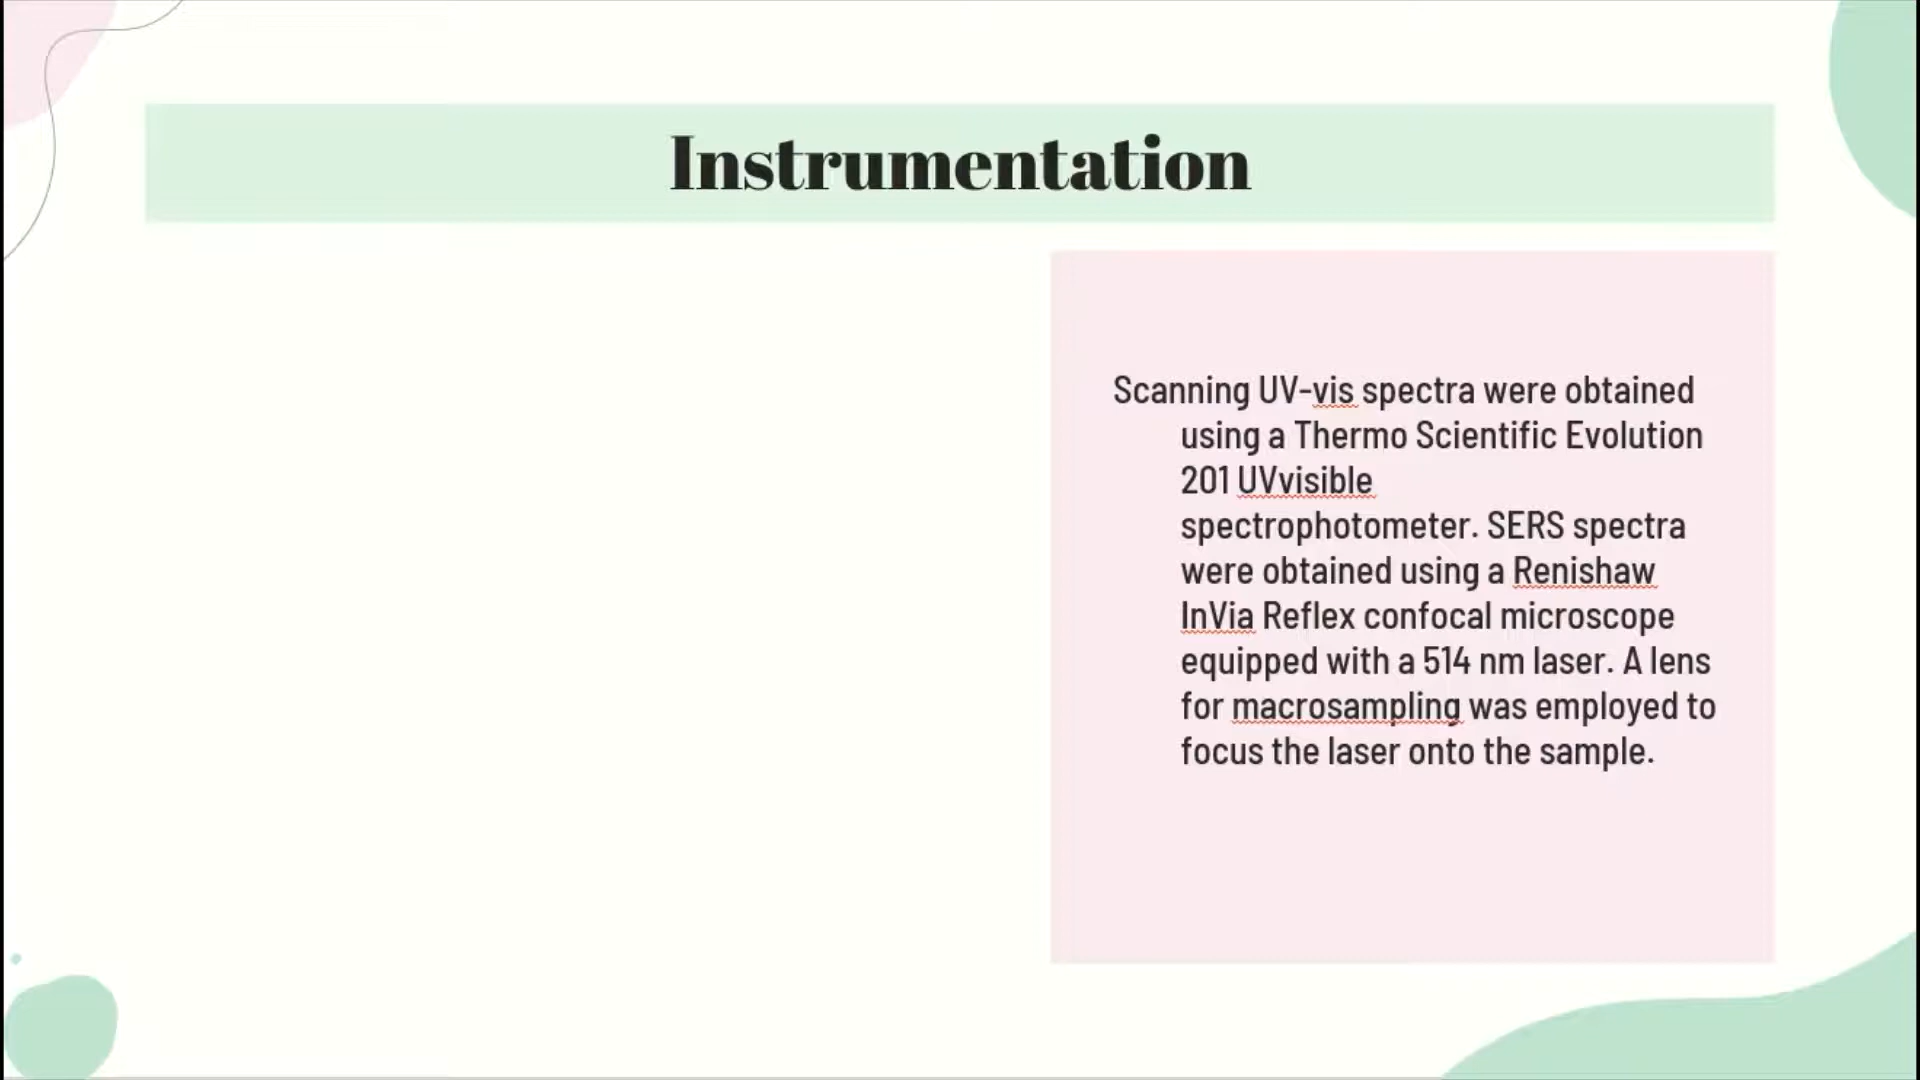 Instrumentation
Scanning UV-vis spectra were obtained
using a Thermo Scientific Evolution
201 UVvisible
spectrophotometer. SERS spectra
were obtained using a Renishaw
InVia Reflex confocal microscope
equipped with a 514 nm laser. A lens
for macrosampling was employed to
focus the laser onto the sample.